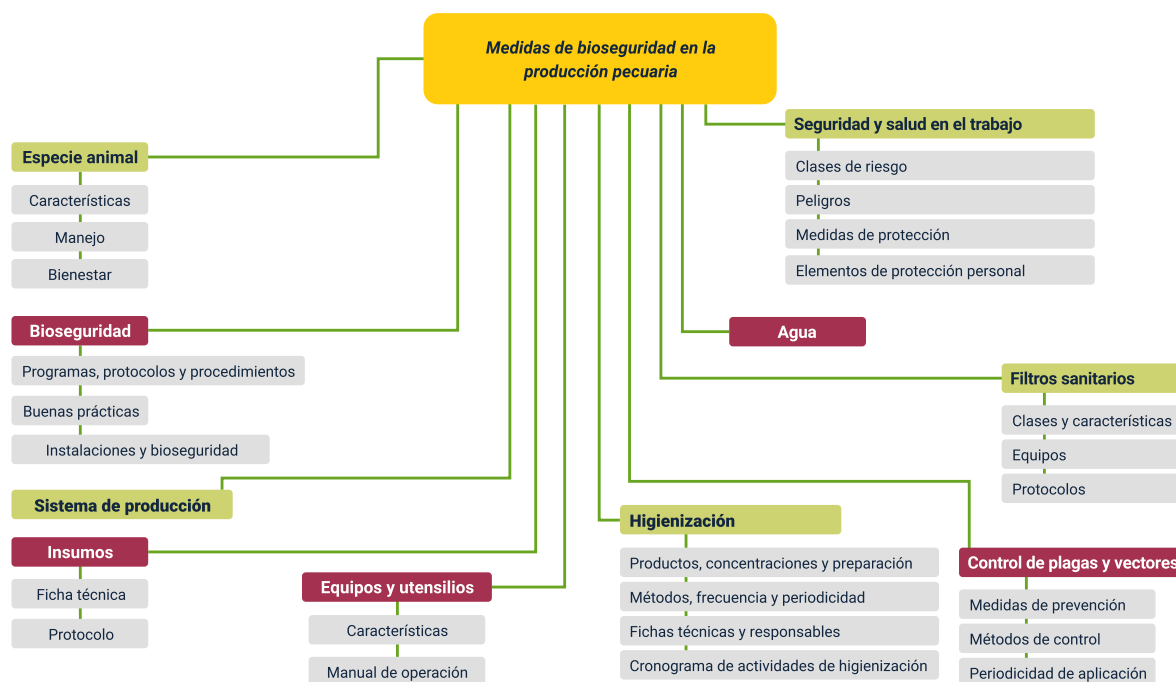 Medidas de bioseguridad en la
producción pecuaria
Especie animal
Características
Manejo
Bienestar
Bioseguridad
Programas, protocolos y procedimientos
Buenas prácticas
Instalaciones y bioseguridad
Sistema de producción
Insumos
Ficha técnica
Protocolo
Equipos y utensilios
Características
Manual de operación
Higienización
Productos, concentraciones y preparación
Métodos, frecuencia y periodicidad
Fichas técnicas y responsables
Cronograma de actividades de higienización
Control de plagas y vectores
Medidas de prevención
Métodos de control
Periodicidad de aplicación
Filtros sanitarios
Clases y características
Equipos
Protocolos
Agua
Seguridad y salud en el trabajo
Clases de riesgo
Peligros
Medidas de protección
Elementos de protección personal